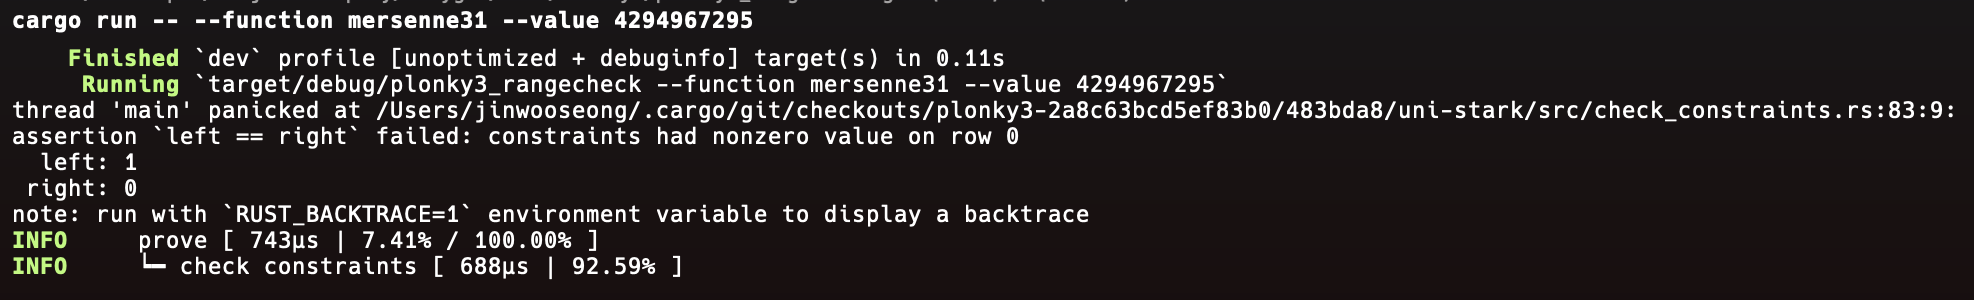 cargo run -- --function mersenne31 --value 4294967295
Finished `dev` profile [unoptimized + debuginfo] target(s) in 0.11s
Running `target/debug/plonky3_rangecheck --function mersenne31 --value 4294967295`
thread 'main' panicked at /Users/jinwooseong/.cargo/git/checkouts/plonky3-2a8c63bcd5ef83b0/483bda8/uni-stark/src/check_constraints.rs:83:9:
assertion `left == right` failed: constraints had nonzero value on row 0
left: 1
right: 0
note: run with `RUST_BACKTRACE=1` environment variable to display a backtrace
INFO     prove [ 743µs | 7.41% / 100.00% ]
INFO     ┕━ check constraints [ 688µs | 92.59% ]